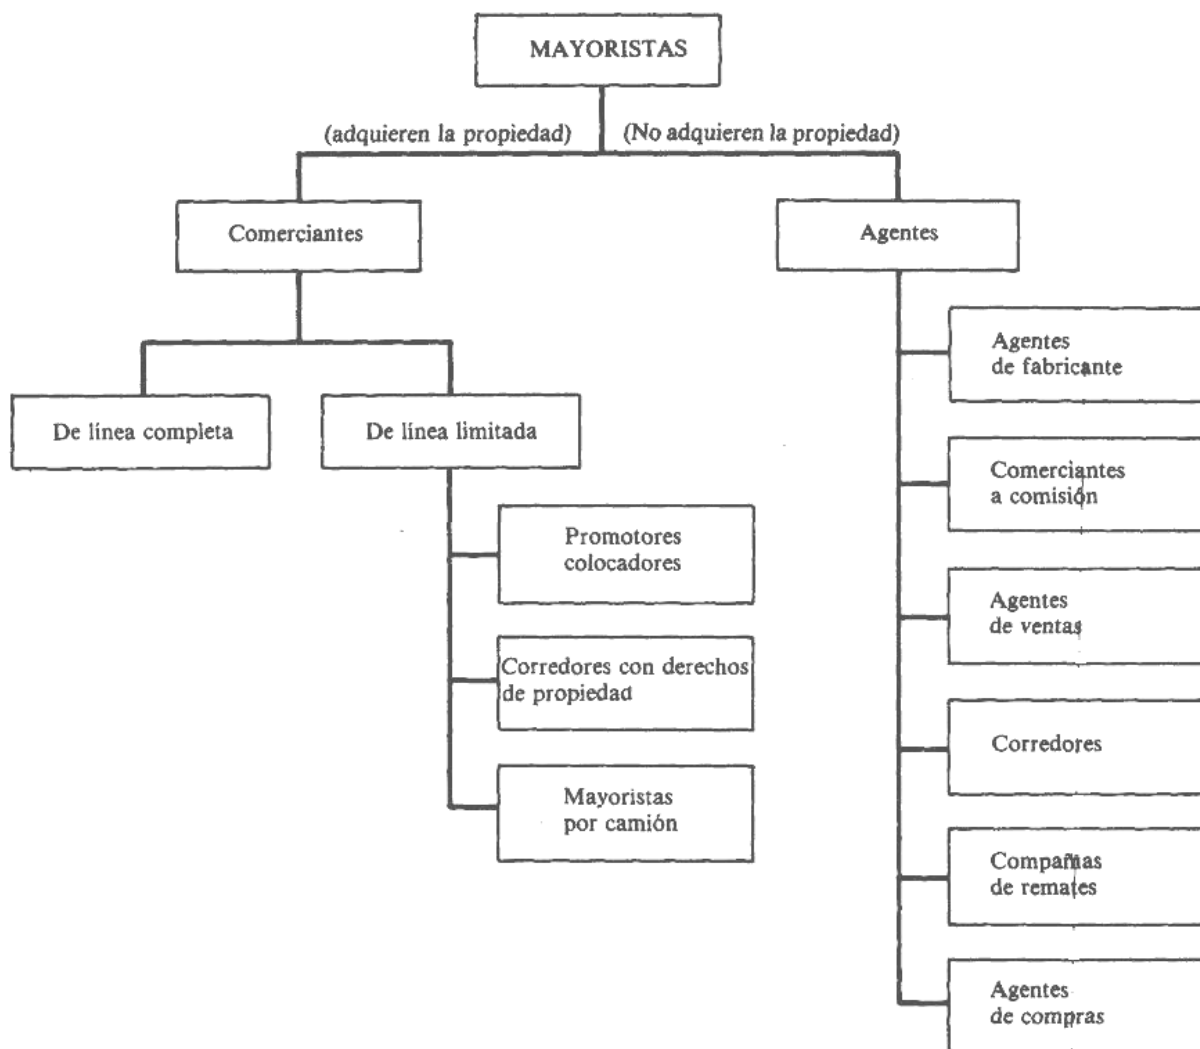 MAYORISTAS
(adquieren la propiedad)
(No adquieren la propiedad)
Comerciantes
Agentes
De línea completa
De línea limitada
Promotores
colocadores
Corredores con derechos
de propiedad
Mayoristas
por camión
Agentes
de fabricante
Comerciantes
a comisión
Agentes
de ventas
Corredores
Compañías
de remates
Agentes
de compras